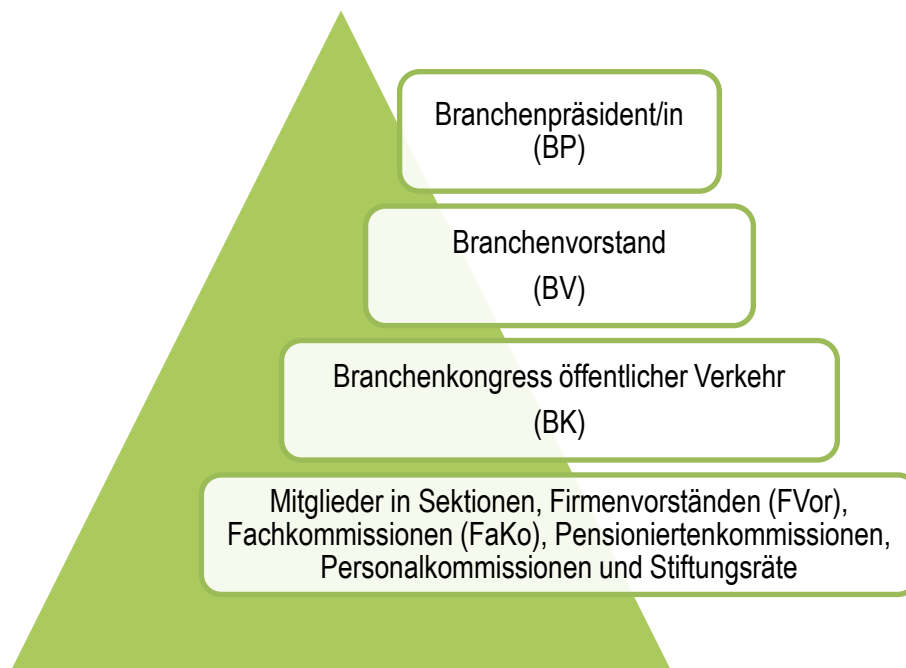 Branchenpräsident/in
(BP)
Branchenvorstand
(BV)
Branchenkongress öffentlicher Verkehr
(BK)
Mitglieder in Sektionen, Firmenvorständen (FVor),
Fachkommissionen (FaKo), Pensioniertenkommissionen,
Personalkommissionen und Stiftungsräte